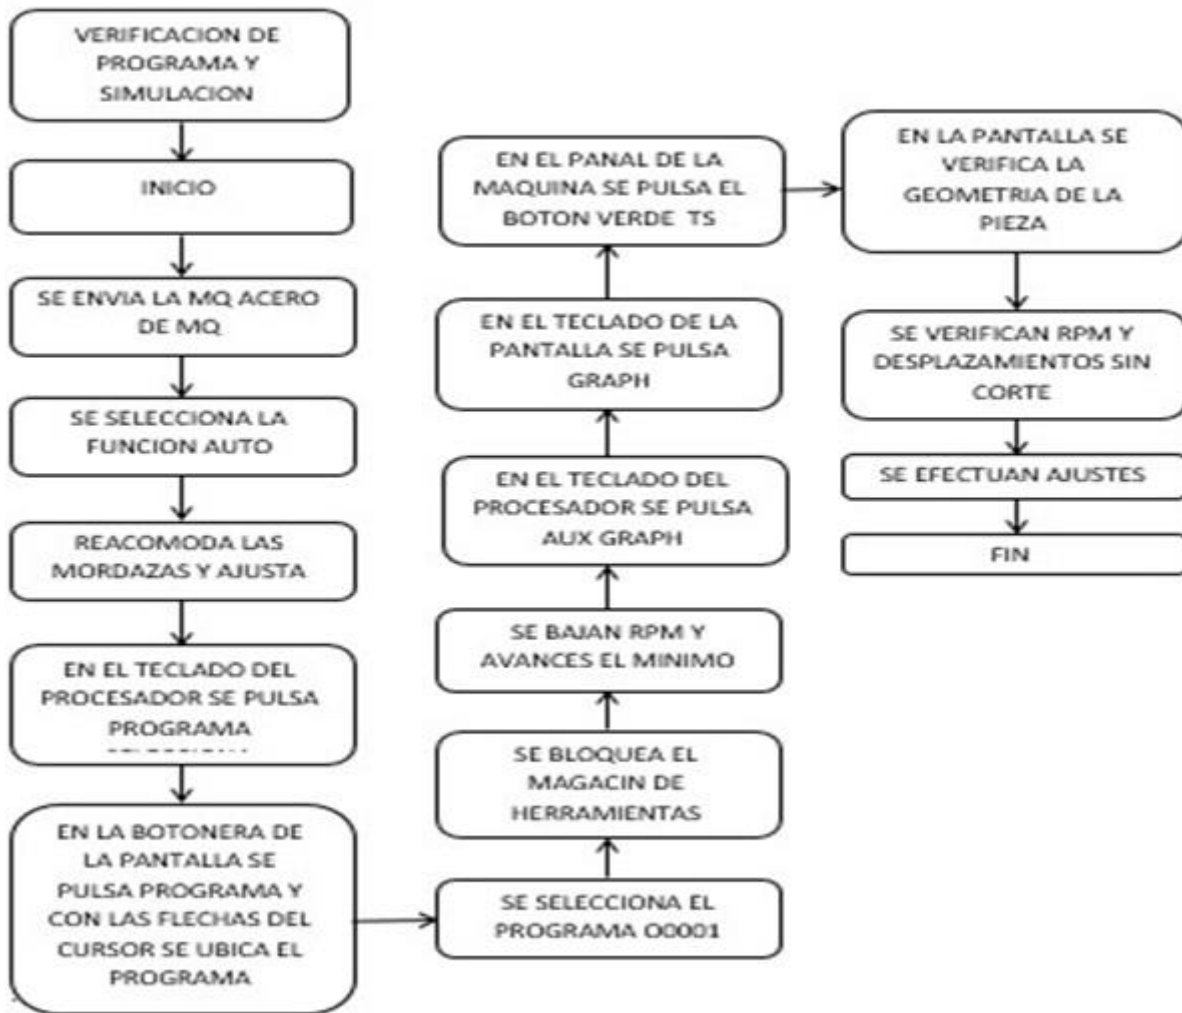 VERIFICACION DE
PROGRAMA Y
SIMULACION
INICIO
SE ENVIA LA MQ ACERO
DE MQ
SE SELECCIONA LA
FUNCION AUTO
REACOMODA LAS
MORDAZAS Y AJUSTA
EN EL TECLADO DEL
PROCESADOR SE PULSA
PROGRAMA
EN LA BOTONERA DE
LA PANTALLA SE
PULSA PROGRAMA Y
CON LAS FLECHAS DEL
CURSOR SE UBICA EL
PROGRAMA
SE SELECCIONA EL
PROGRAMA O0001
SE BLOQUEA EL
MAGACIN DE
HERRAMIENTAS
SE BAJAN RPM Y
AVANCES EL MINIMO
EN EL TECLADO DEL
PROCESADOR SE PULSA
AUX GRAPH
EN EL TECLADO DE LA
PANTALLA SE PULSA
GRAPH
EN EL PANAL DE LA
MAQUINA SE PULSA EL
BOTON VERDE TS
EN LA PANTALLA SE
VERIFICA LA
GEOMETRIA DE LA
PIEZA
SE VERIFICAN RPM Y
DESPLAZAMIENTOS SIN
CORTE
SE EFECTUAN AJUSTES
FIN